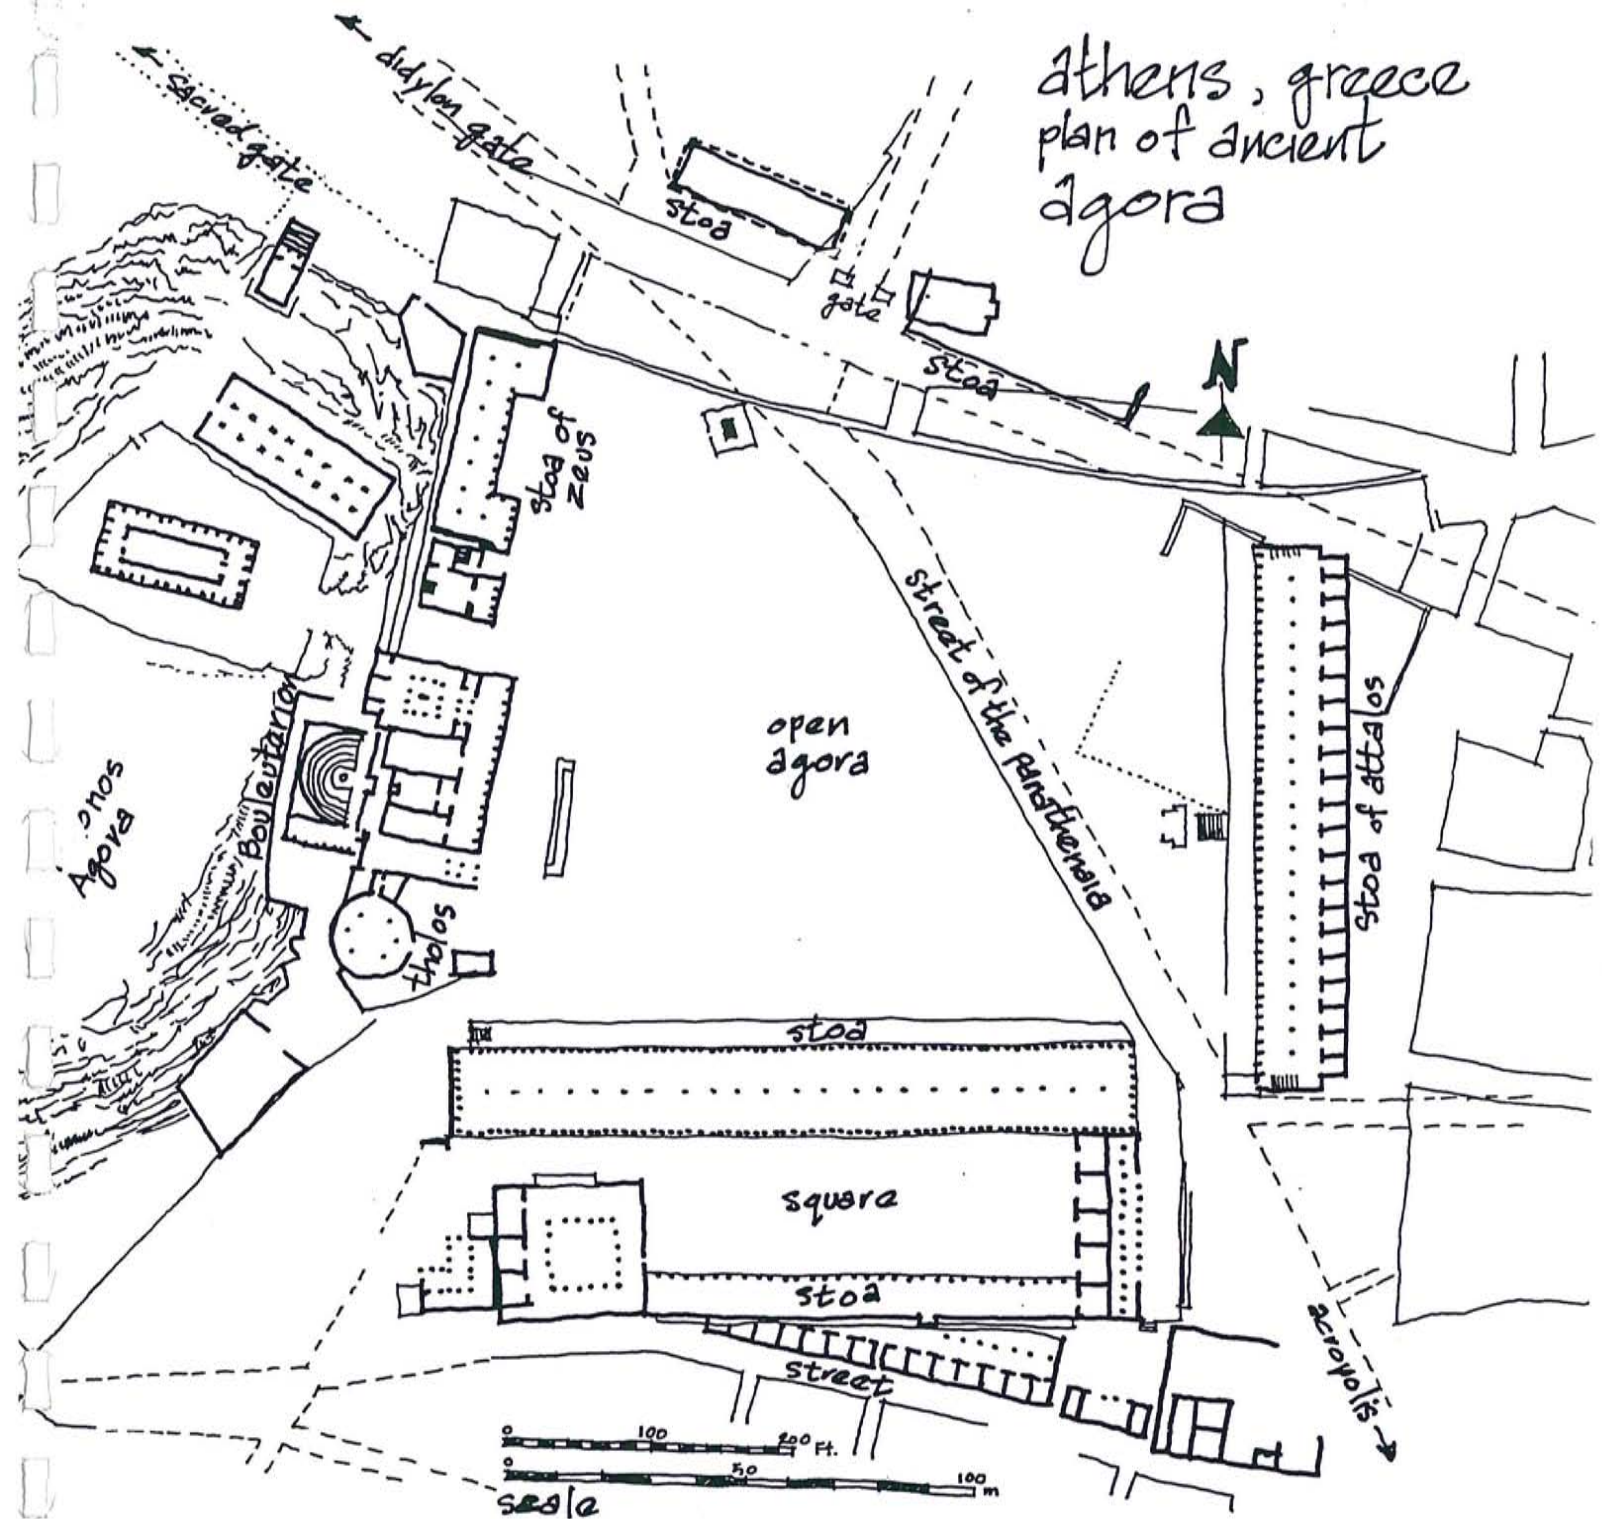 athens, greece
plan of ancient
agora
didylon gate
sacred gate
stoa
gate
stoa
N
stoa of
zeus
street of the panathenaia
open
agora
stoa of attalos
Bouleutarion
onos
Agora
tholos
stoa
square
stoa
street
acropolis
0 100 200 Ft.
0 50 100 m
scale